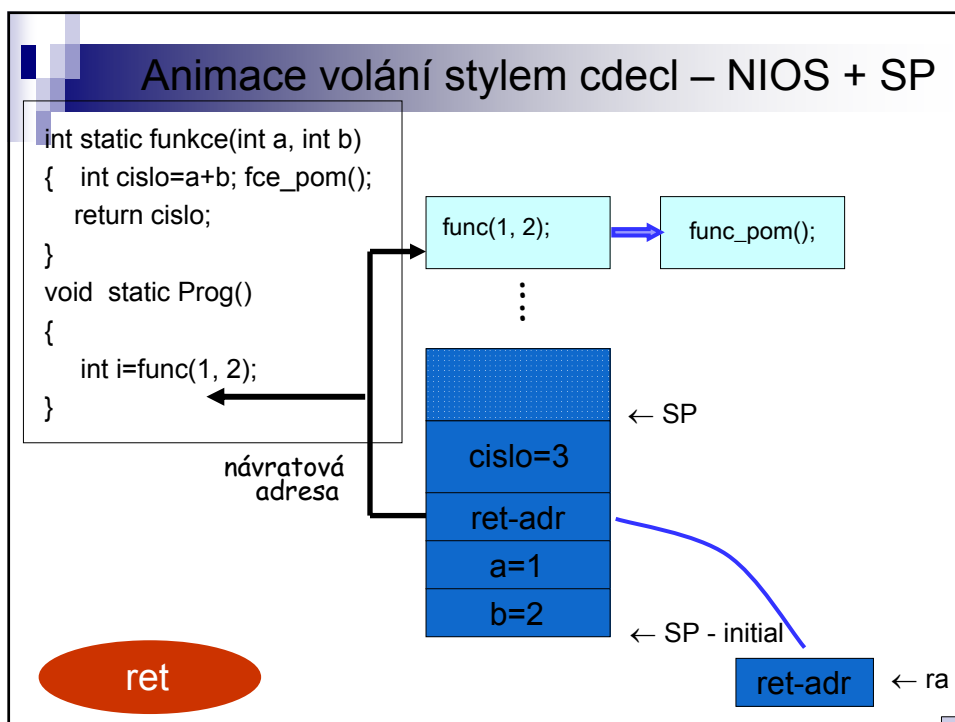 Animace volání stylem cdecl – NIOS + SP
int static funkce(int a, int b)
{ int cislo=a+b; fce_pom();
return cislo;
}
void static Prog()
{
int i=func(1, 2);
}
func(1, 2);
func_pom();
← SP
cislo=3
návratová
adresa
ret-adr
a=1
b=2
← SP - initial
ret
ret-adr
← ra